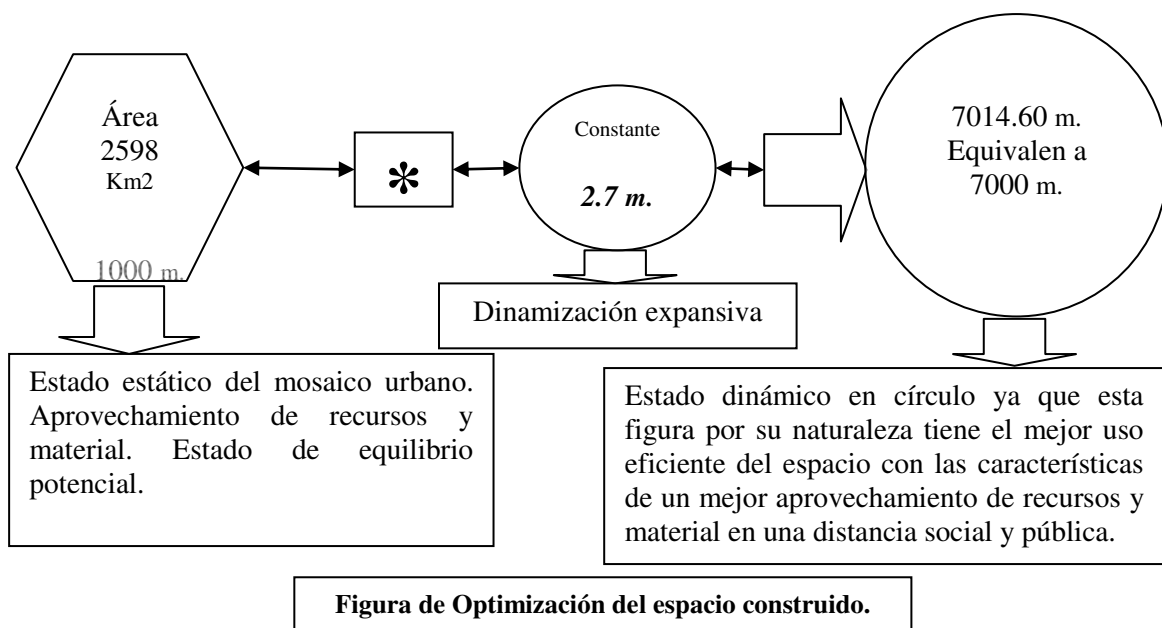 Área
2598
Km2
1000 m.
*
Constante
2.7 m.
7014.60 m.
Equivalen a
7000 m.
Dinamización expansiva
Estado estático del mosaico urbano.
Aprovechamiento de recursos y
material. Estado de equilibrio
potencial.
Estado dinámico en círculo ya que esta
figura por su naturaleza tiene el mejor uso
eficiente del espacio con las características
de un mejor aprovechamiento de recursos y
material en una distancia social y pública.
Figura de Optimización del espacio construido.